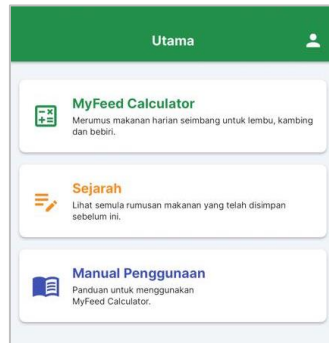 Utama
MyFeed Calculator
Merumus makanan harian seimbang untuk lembu, kambing
dan bebiri.
Sejarah
Lihat semula rumusan makanan yang telah disimpan
sebelum ini.
Manual Penggunaan
Panduan untuk menggunakan
MyFeed Calculator.